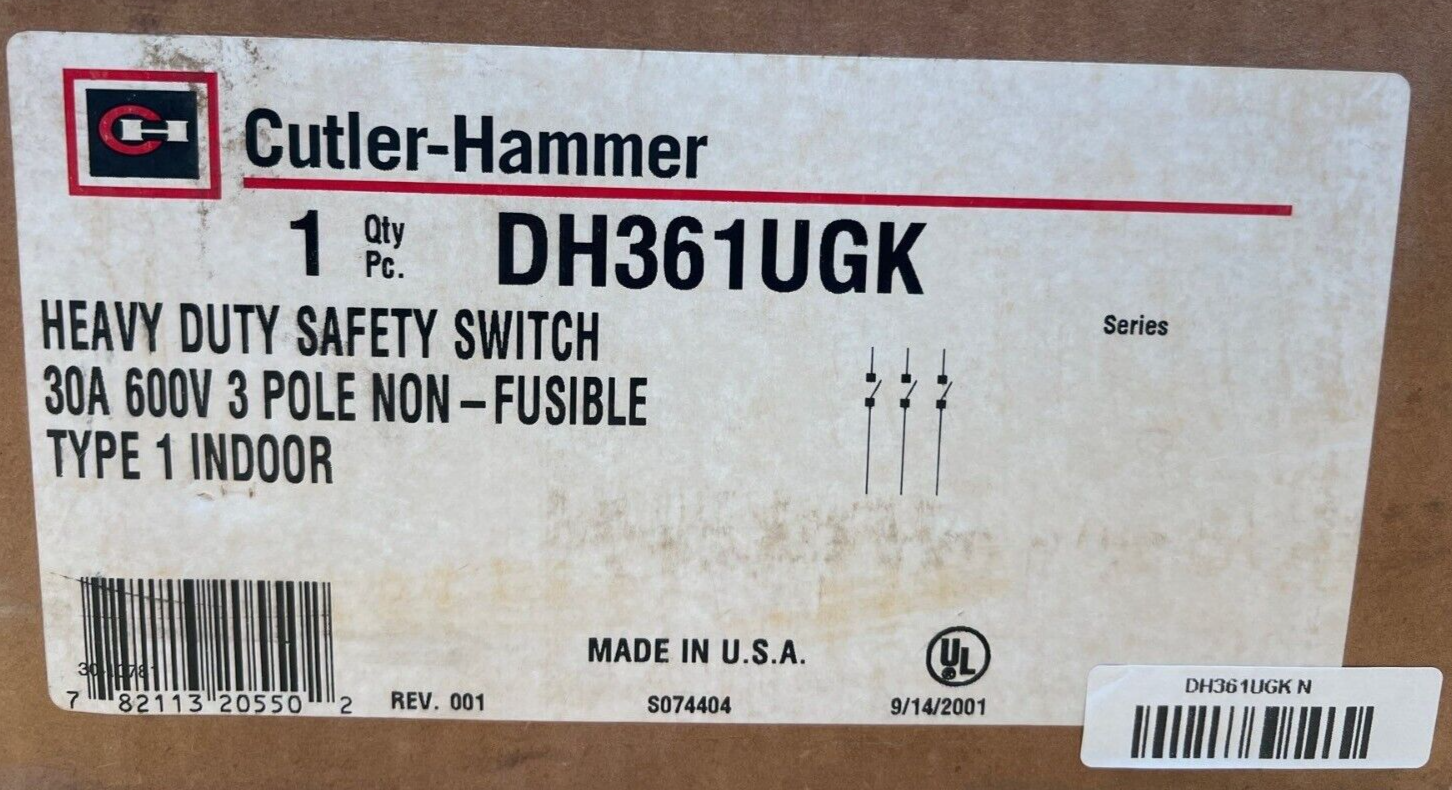 Cutler-Hammer
1 Qty Pc. DH361UGK
HEAVY DUTY SAFETY SWITCH
30A 600V 3 POLE NON-FUSIBLE
TYPE 1 INDOOR
Series
7 82113 20550 2
REV. 001
MADE IN U.S.A.
S074404
UL
9/14/2001
DH361UGK N